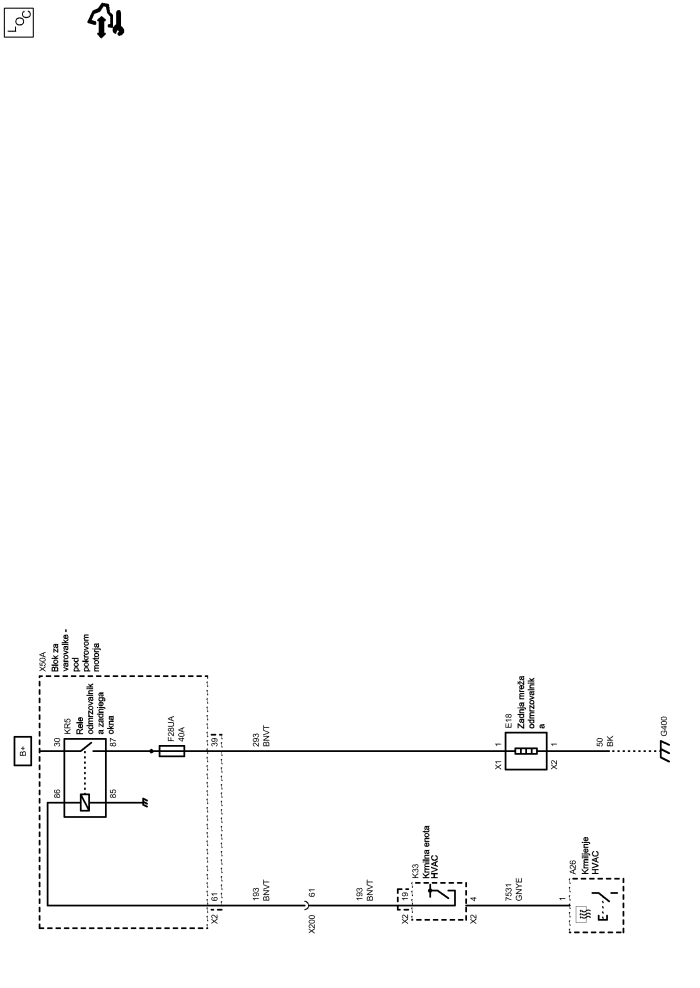 LOC
B+
X50A
Blok za
varovalke -
pod
pokrovom
motorja
KR5
Rele
odmrzovalnik
a zadnjega
okna
30
87
86
85
F28UA
40A
39
293
BNVT
X1
1
E18
Zadnja mreža
odmrzovalnik
a
X2
1
50
BK
G400
X2
61
193
BNVT
X200
61
193
BNVT
X2
19
K33
Krmilna enota
HVAC
X2
4
7531
GNYE
1
A26
Krmiljenje
HVAC